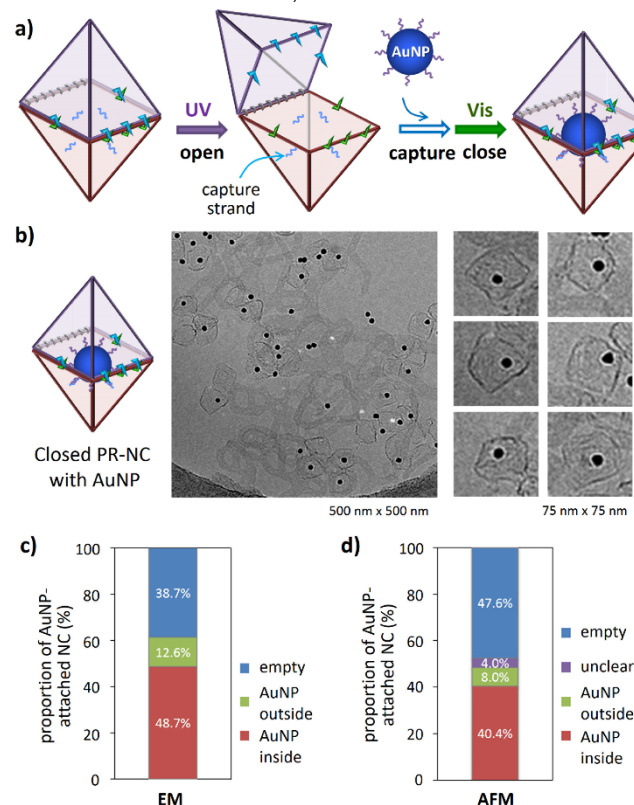 a)
AuNP
UV
open
capture
strand
Vis
capture
close
b)
Closed PR-NC
with AuNP
500 nm x 500 nm
75 nm x 75 nm
c)
proportion of AuNP-
attached NC (%)
100
80
60
40
20
0
38.7%
12.6%
48.7%
empty
AuNP
outside
AuNP
inside
EM
d)
proportion of AuNP-
attached NC (%)
100
80
60
40
20
0
47.6%
4.0%
8.0%
40.4%
empty
unclear
AuNP
outside
AuNP
inside
AFM